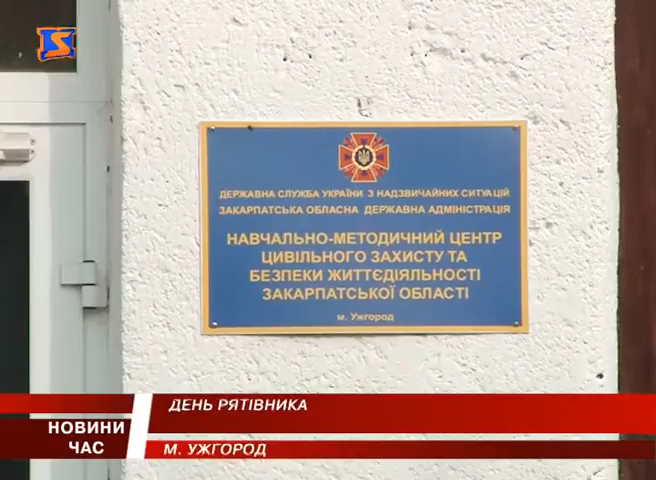 S
ДЕРЖАВНА СЛУЖБА УКРАЇНИ З НАДЗВИЧАЙНИХ СИТУАЦІЙ
ЗАКАРПАТСЬКА ОБЛАСНА ДЕРЖАВНА АДМІНІСТРАЦІЯ
НАВЧАЛЬНО-МЕТОДИЧНИЙ ЦЕНТР
ЦИВІЛЬНОГО ЗАХИСТУ ТА
БЕЗПЕКИ ЖИТТЄДІЯЛЬНОСТІ
ЗАКАРПАТСЬКОЇ ОБЛАСТІ
м. Ужгород
ДЕНЬ РЯТІВНИКА
НОВИНИ
ЧАС
М. УЖГОРОД